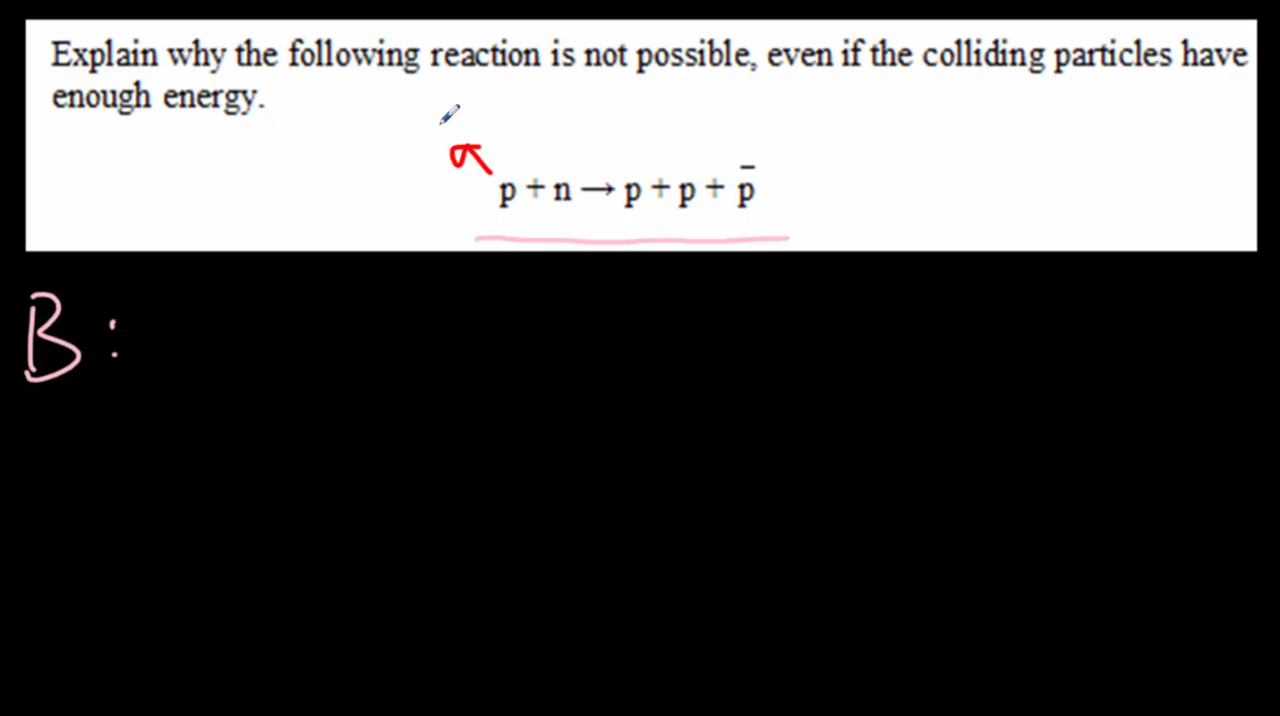 Explain why the following reaction is not possible, even if the colliding particles have
enough energy.
p + n → p + p + p̅
B :